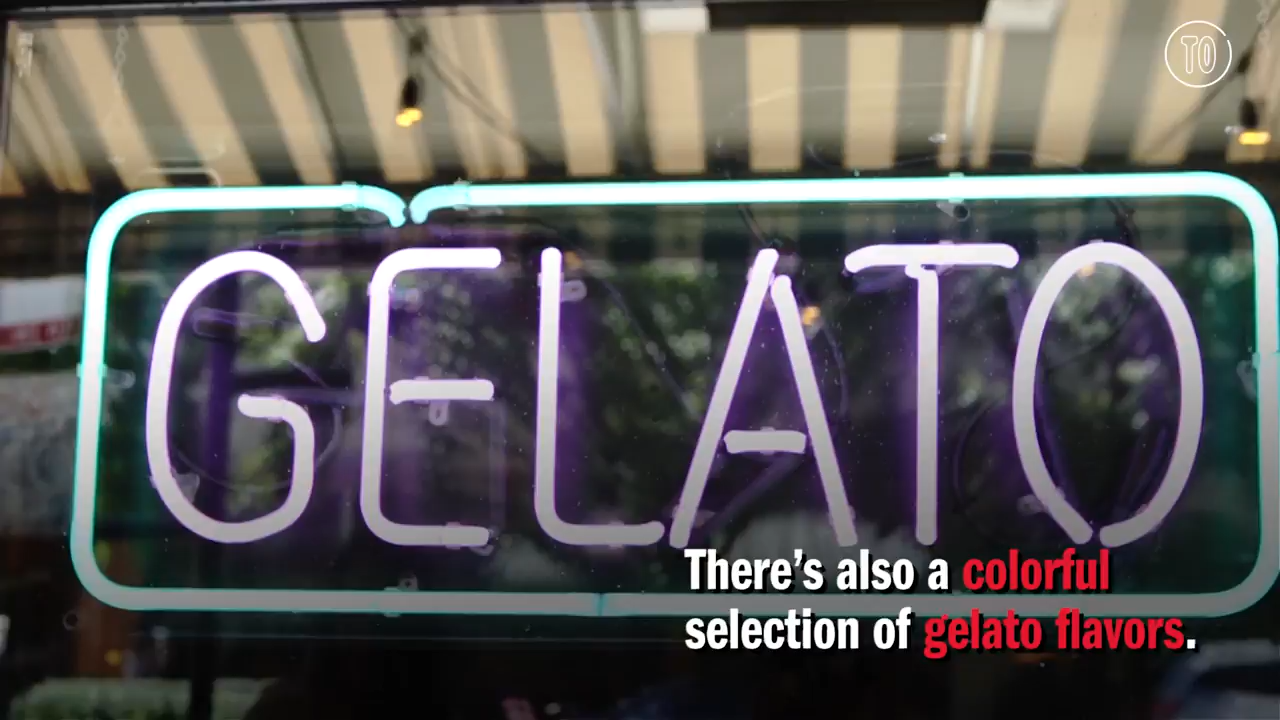 TO
GELATO
There's also a colorful
selection of gelato flavors.